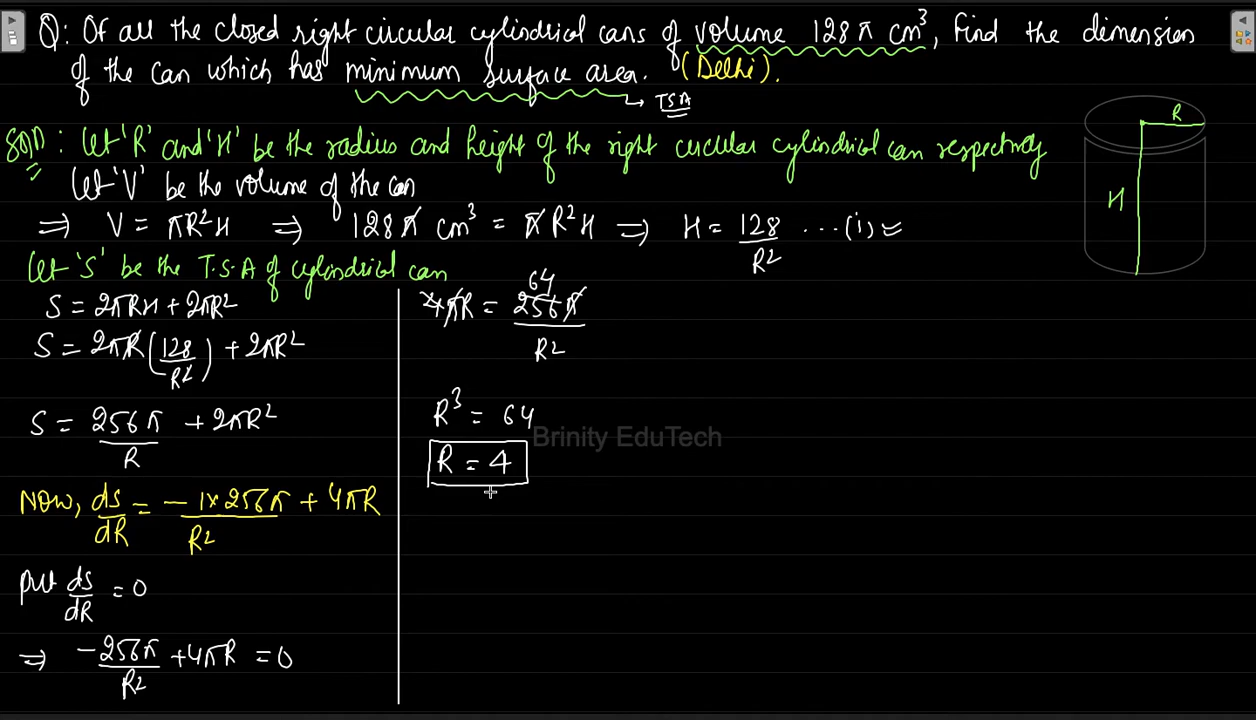 Q: Of all the closed right circular cylindrical cans of volume 128π cm³, Find the dimension
of the can which has minimum surface area. (Delhi).
→ TSA
Soln: Let 'R' and 'H' be the radius and height of the right circular cylindrical can respectively
Let 'V' be the volume of the can
⇒ V = πR²H ⇒ 128π cm³ = πR²H ⇒ H = 128/R² ...(i)
R
H
Let 'S' be the T.S.A of cylindrical can
S = 2πRH + 2πR²
S = 2πR(128/R²) + 2πR²
S = 256π/R + 2πR²
Now, ds/dR = -1×256π/R² + 4πR
Put ds/dR = 0
⇒ -256π/R² + 4πR = 0
64
4πR = 256π/R²
R³ = 64
R = 4
Brinity EduTech